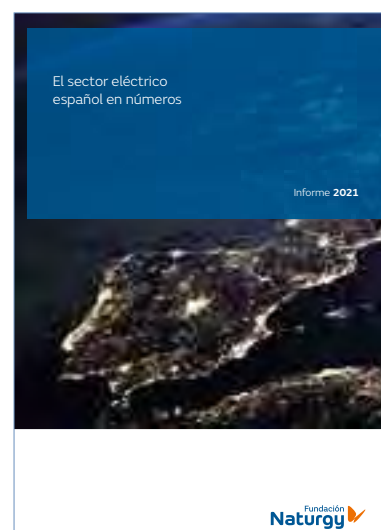 El sector eléctrico
español en números
Informe 2021
Fundación
Naturgy